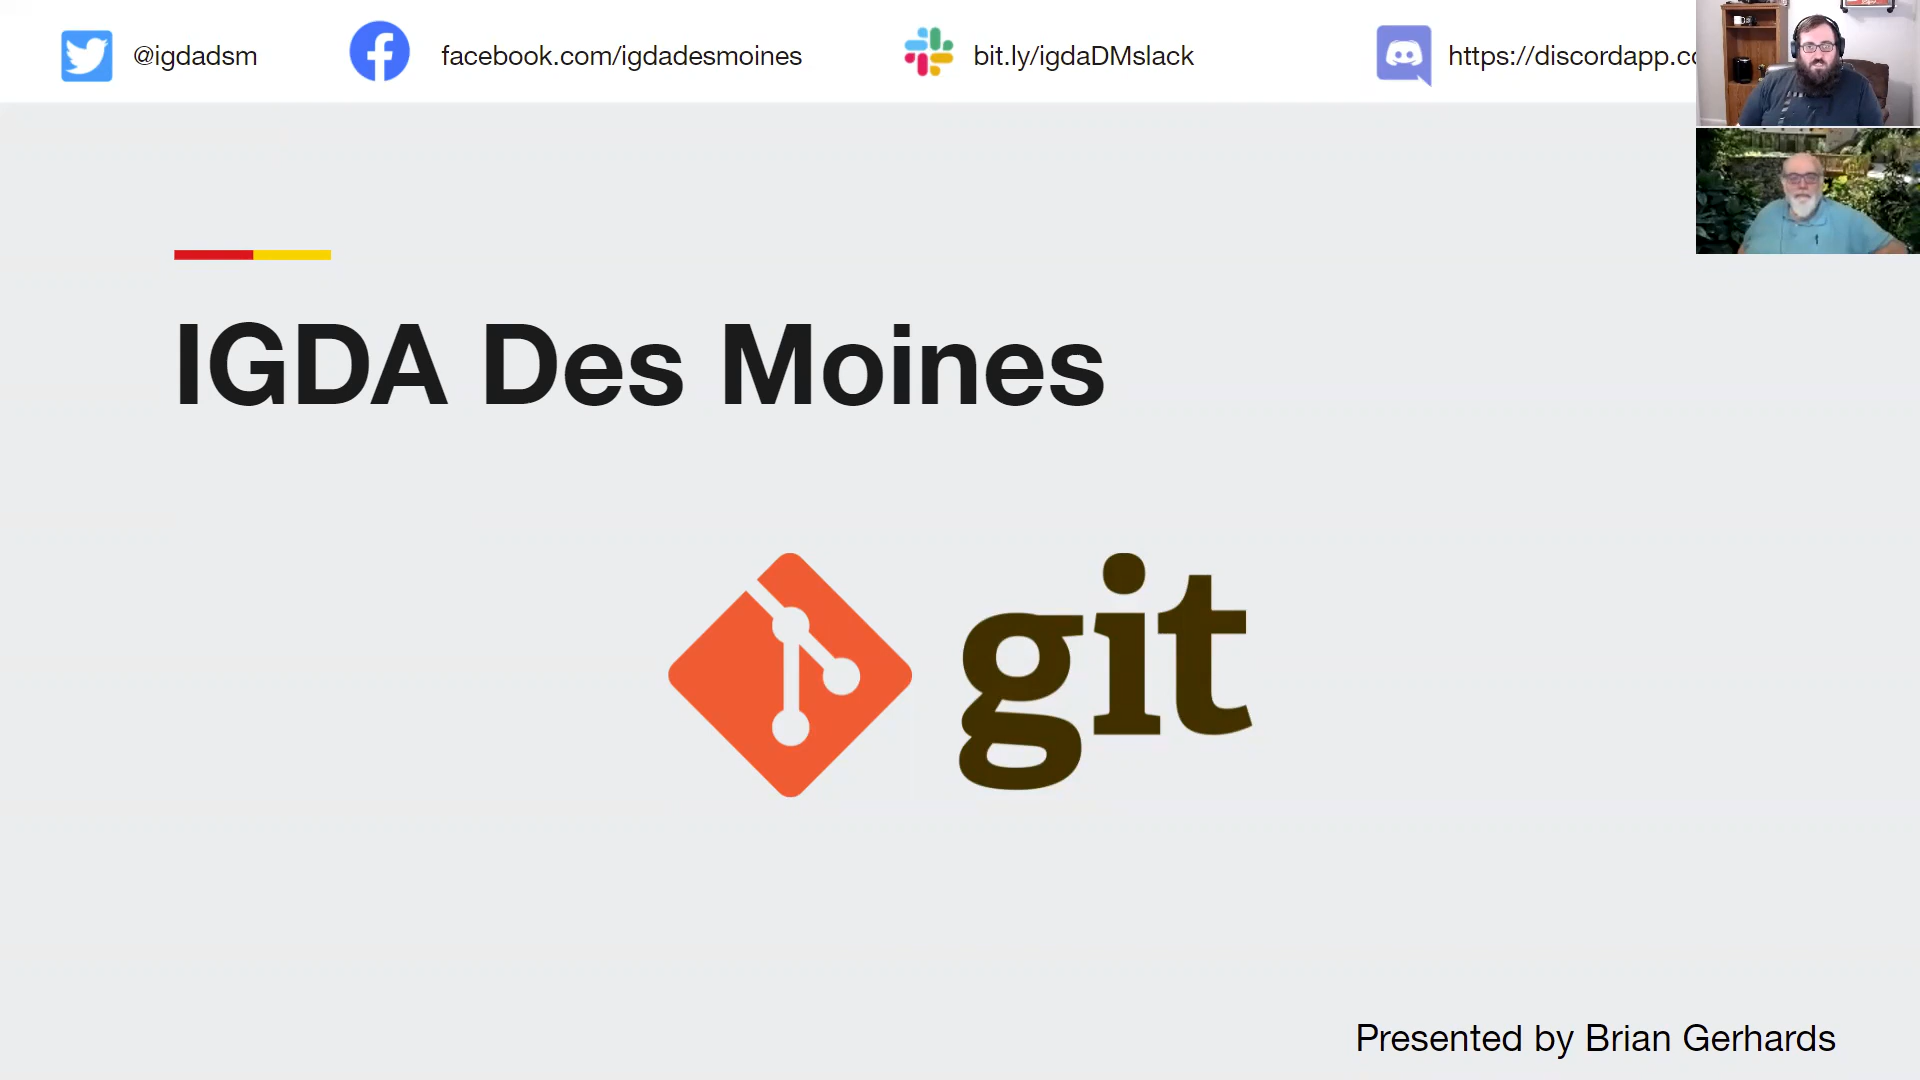 @igdadsm
facebook.com/igdadesmoines
bit.ly/igdaDMslack
https://discordapp.co
IGDA Des Moines
git
Presented by Brian Gerhards